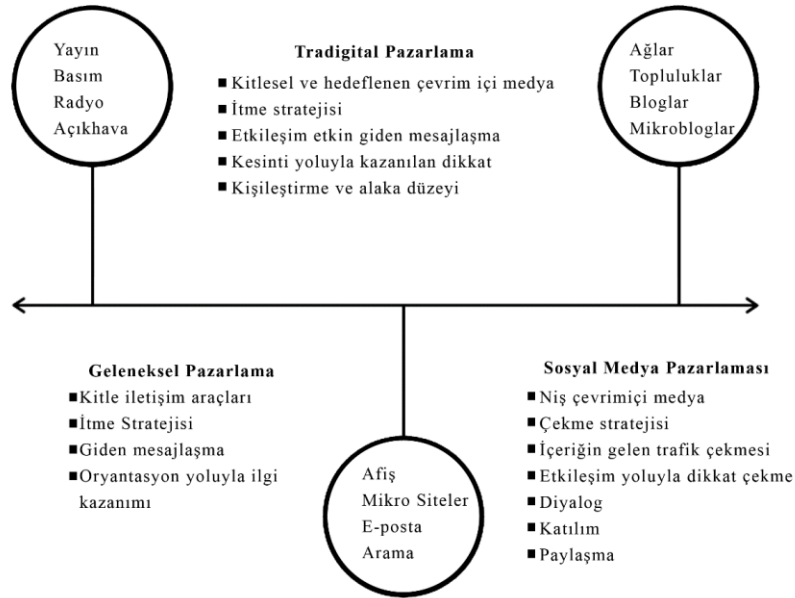 Yayın
Basım
Radyo
Açıkhava
Tradigital Pazarlama
■ Kitlesel ve hedeflenen çevrim içi medya
■ İtme stratejisi
■ Etkileşim etkin giden mesajlaşma
■ Kesinti yoluyla kazanılan dikkat
■ Kişileştirme ve alaka düzeyi
Ağlar
Topluluklar
Bloglar
Mikrobloglar
Geleneksel Pazarlama
■ Kitle iletişim araçları
■ İtme Stratejisi
■ Giden mesajlaşma
■ Oryantasyon yoluyla ilgi
kazanımı
Afiş
Mikro Siteler
E-posta
Arama
Sosyal Medya Pazarlaması
■ Niş çevrimiçi medya
■ Çekme stratejisi
■ İçeriğin gelen trafik çekmesi
■ Etkileşim yoluyla dikkat çekme
■ Diyalog
■ Katılım
■ Paylaşma